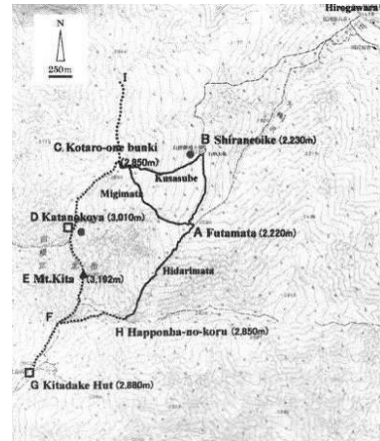 Hirogawara
N
250m
I
B Shiraneoike (2,230m)
C. Kotaro-one bunki
(2,850m)
Kusasube
Migimata
D Katanokoya (3,010m)
A Futamata (2,220m)
E Mt.Kita (3,192m)
Hidarimata
F
H Happonba-no-koru (2,850m)
G Kitadake Hut (2,880m)